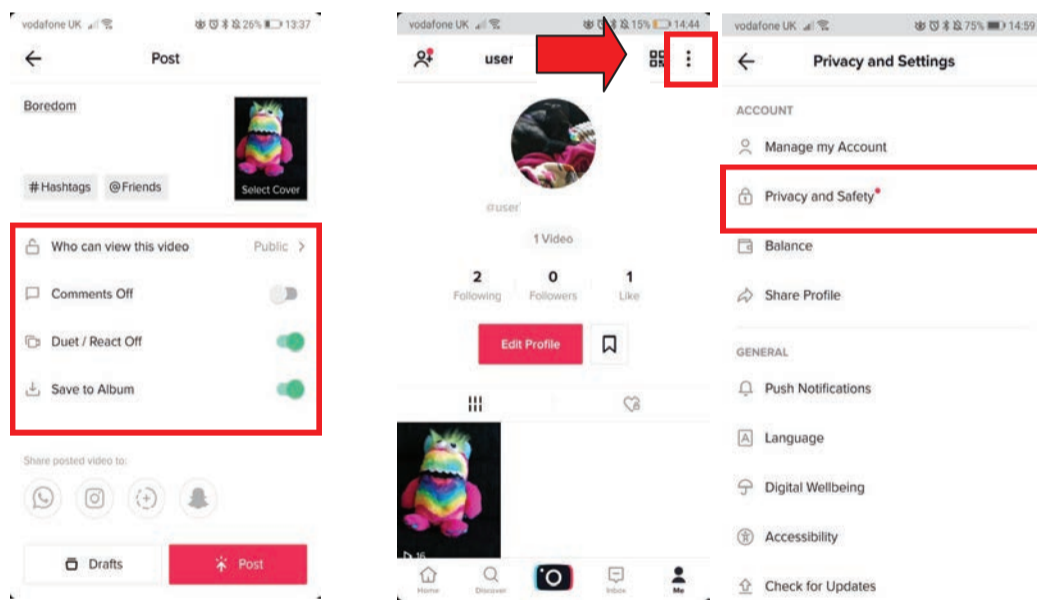 vodafone UK
26% 13:37
Post
Boredom
# Hashtags
@Friends
Select Cover
Who can view this video
Public
Comments Off
Duet / React Off
Save to Album
Share posted video to:
Drafts
Post
vodafone UK
15% 14:44
user
@user
1 Video
2
Following
0
Followers
1
Like
Edit Profile
16
Home
Discover
Inbox
Me
vodafone UK
75% 14:59
Privacy and Settings
ACCOUNT
Manage my Account
Privacy and Safety
Balance
Share Profile
GENERAL
Push Notifications
A Language
Digital Wellbeing
Accessibility
Check for Updates